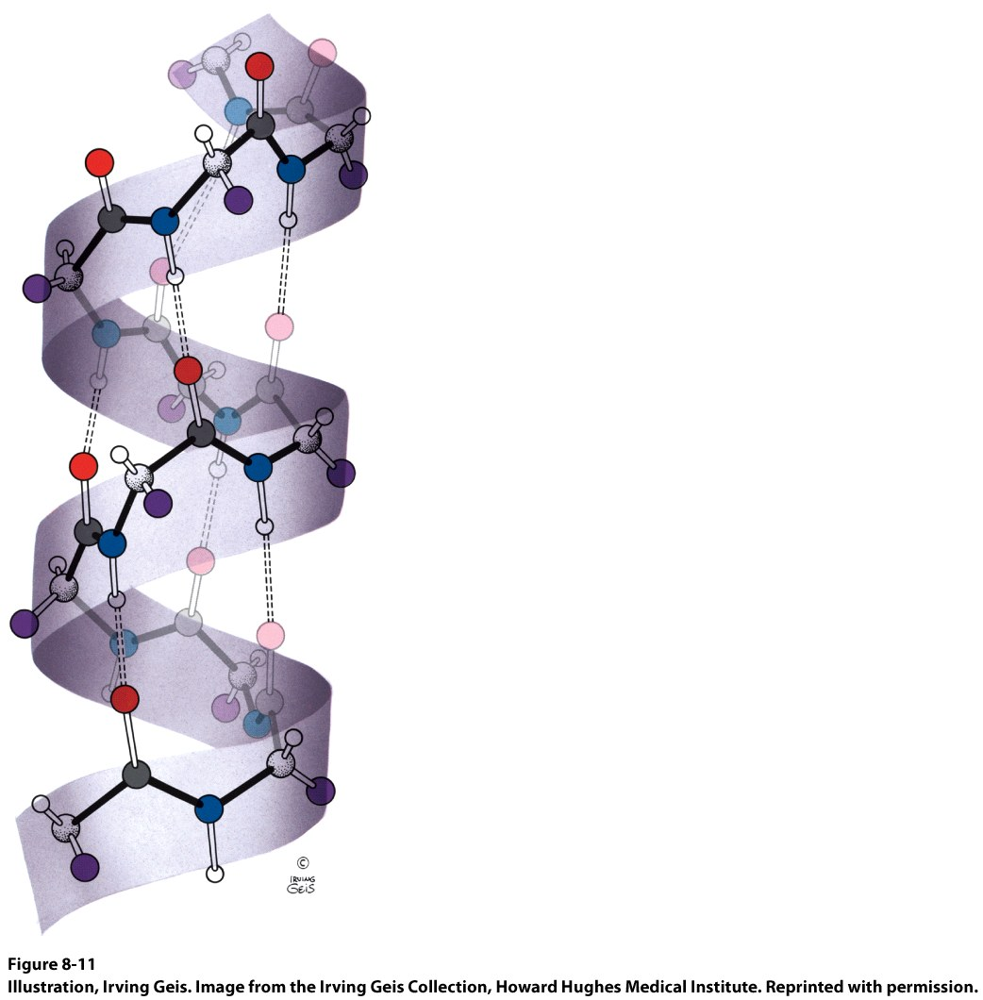 ©
IRVING
GEIS
Figure 8-11
Illustration, Irving Geis. Image from the Irving Geis Collection, Howard Hughes Medical Institute. Reprinted with permission.